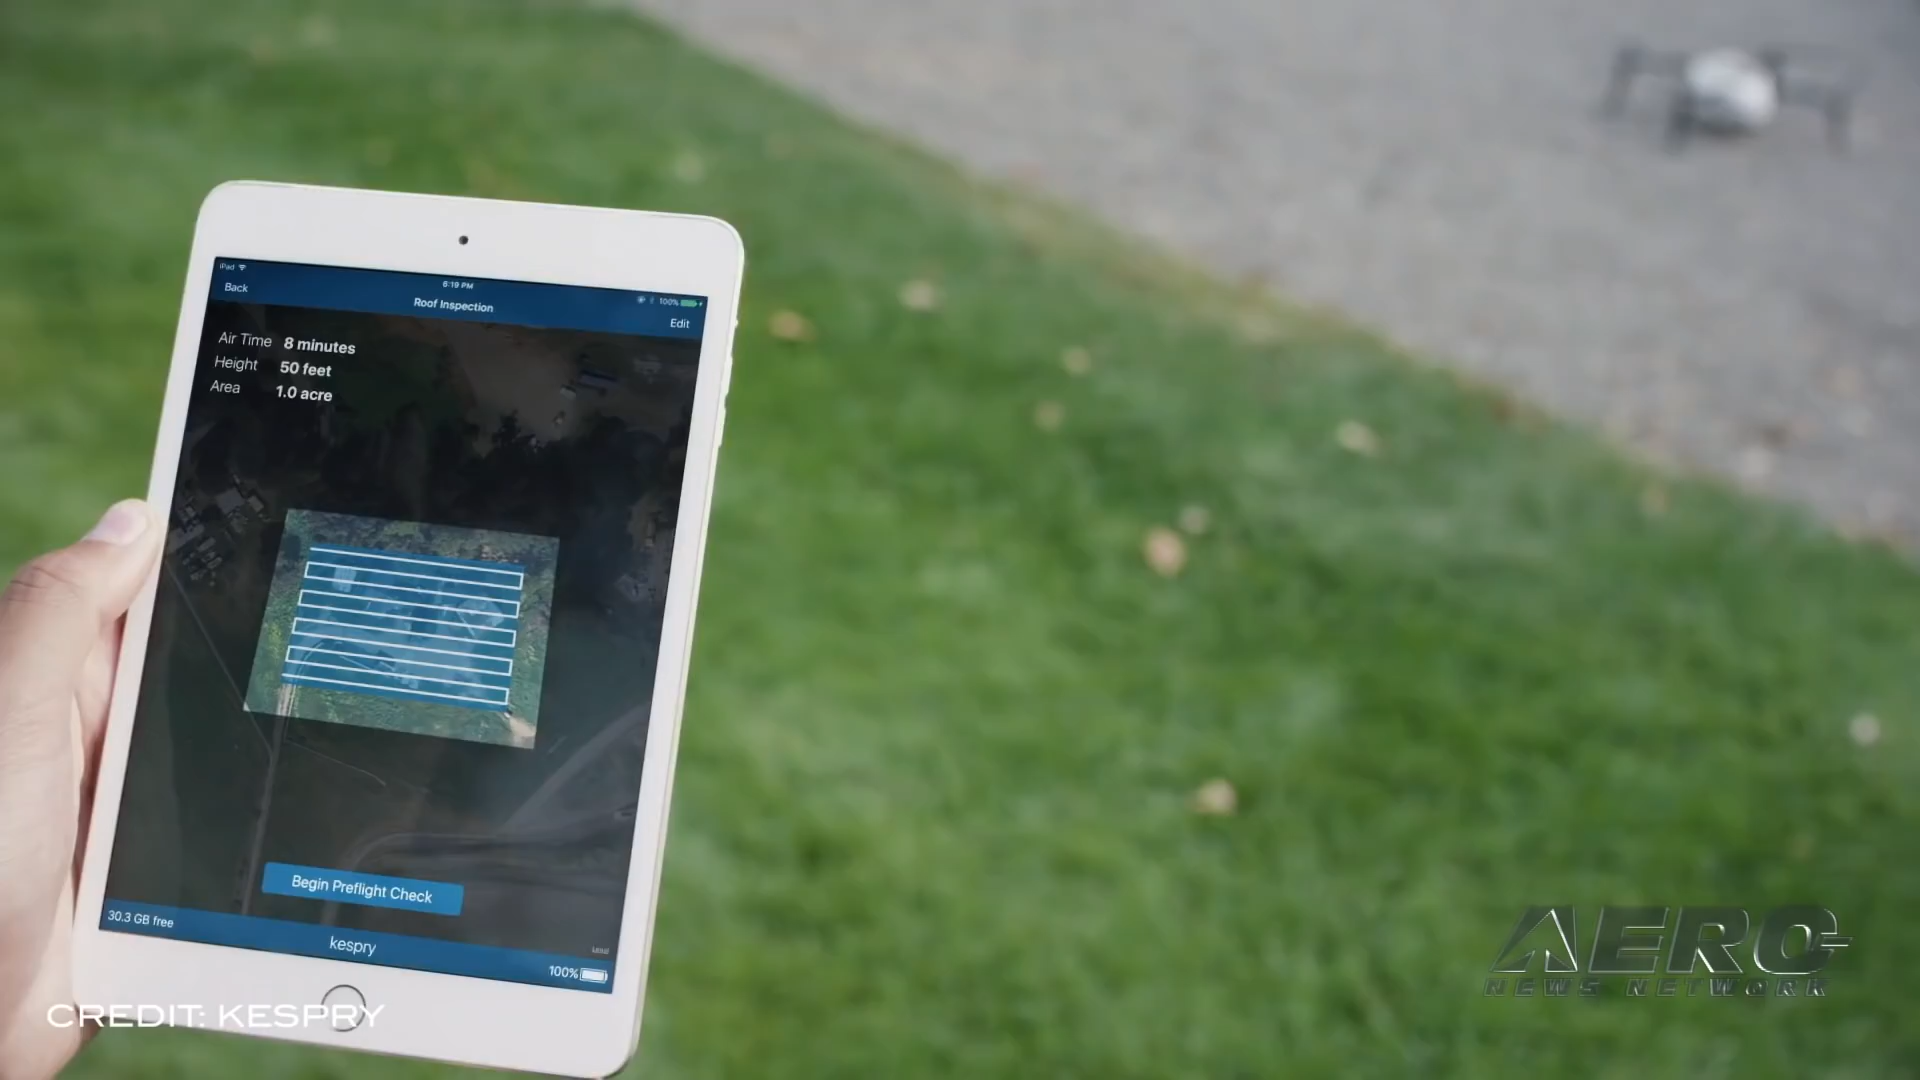 iPad
6:19 PM
100%
Back
Roof Inspection
Edit
Air Time 8 minutes
Height 50 feet
Area 1.0 acre
Begin Preflight Check
30.3 GB free
kespry
100%
CREDIT: KESPRY
AERO
NEWS NETWORK